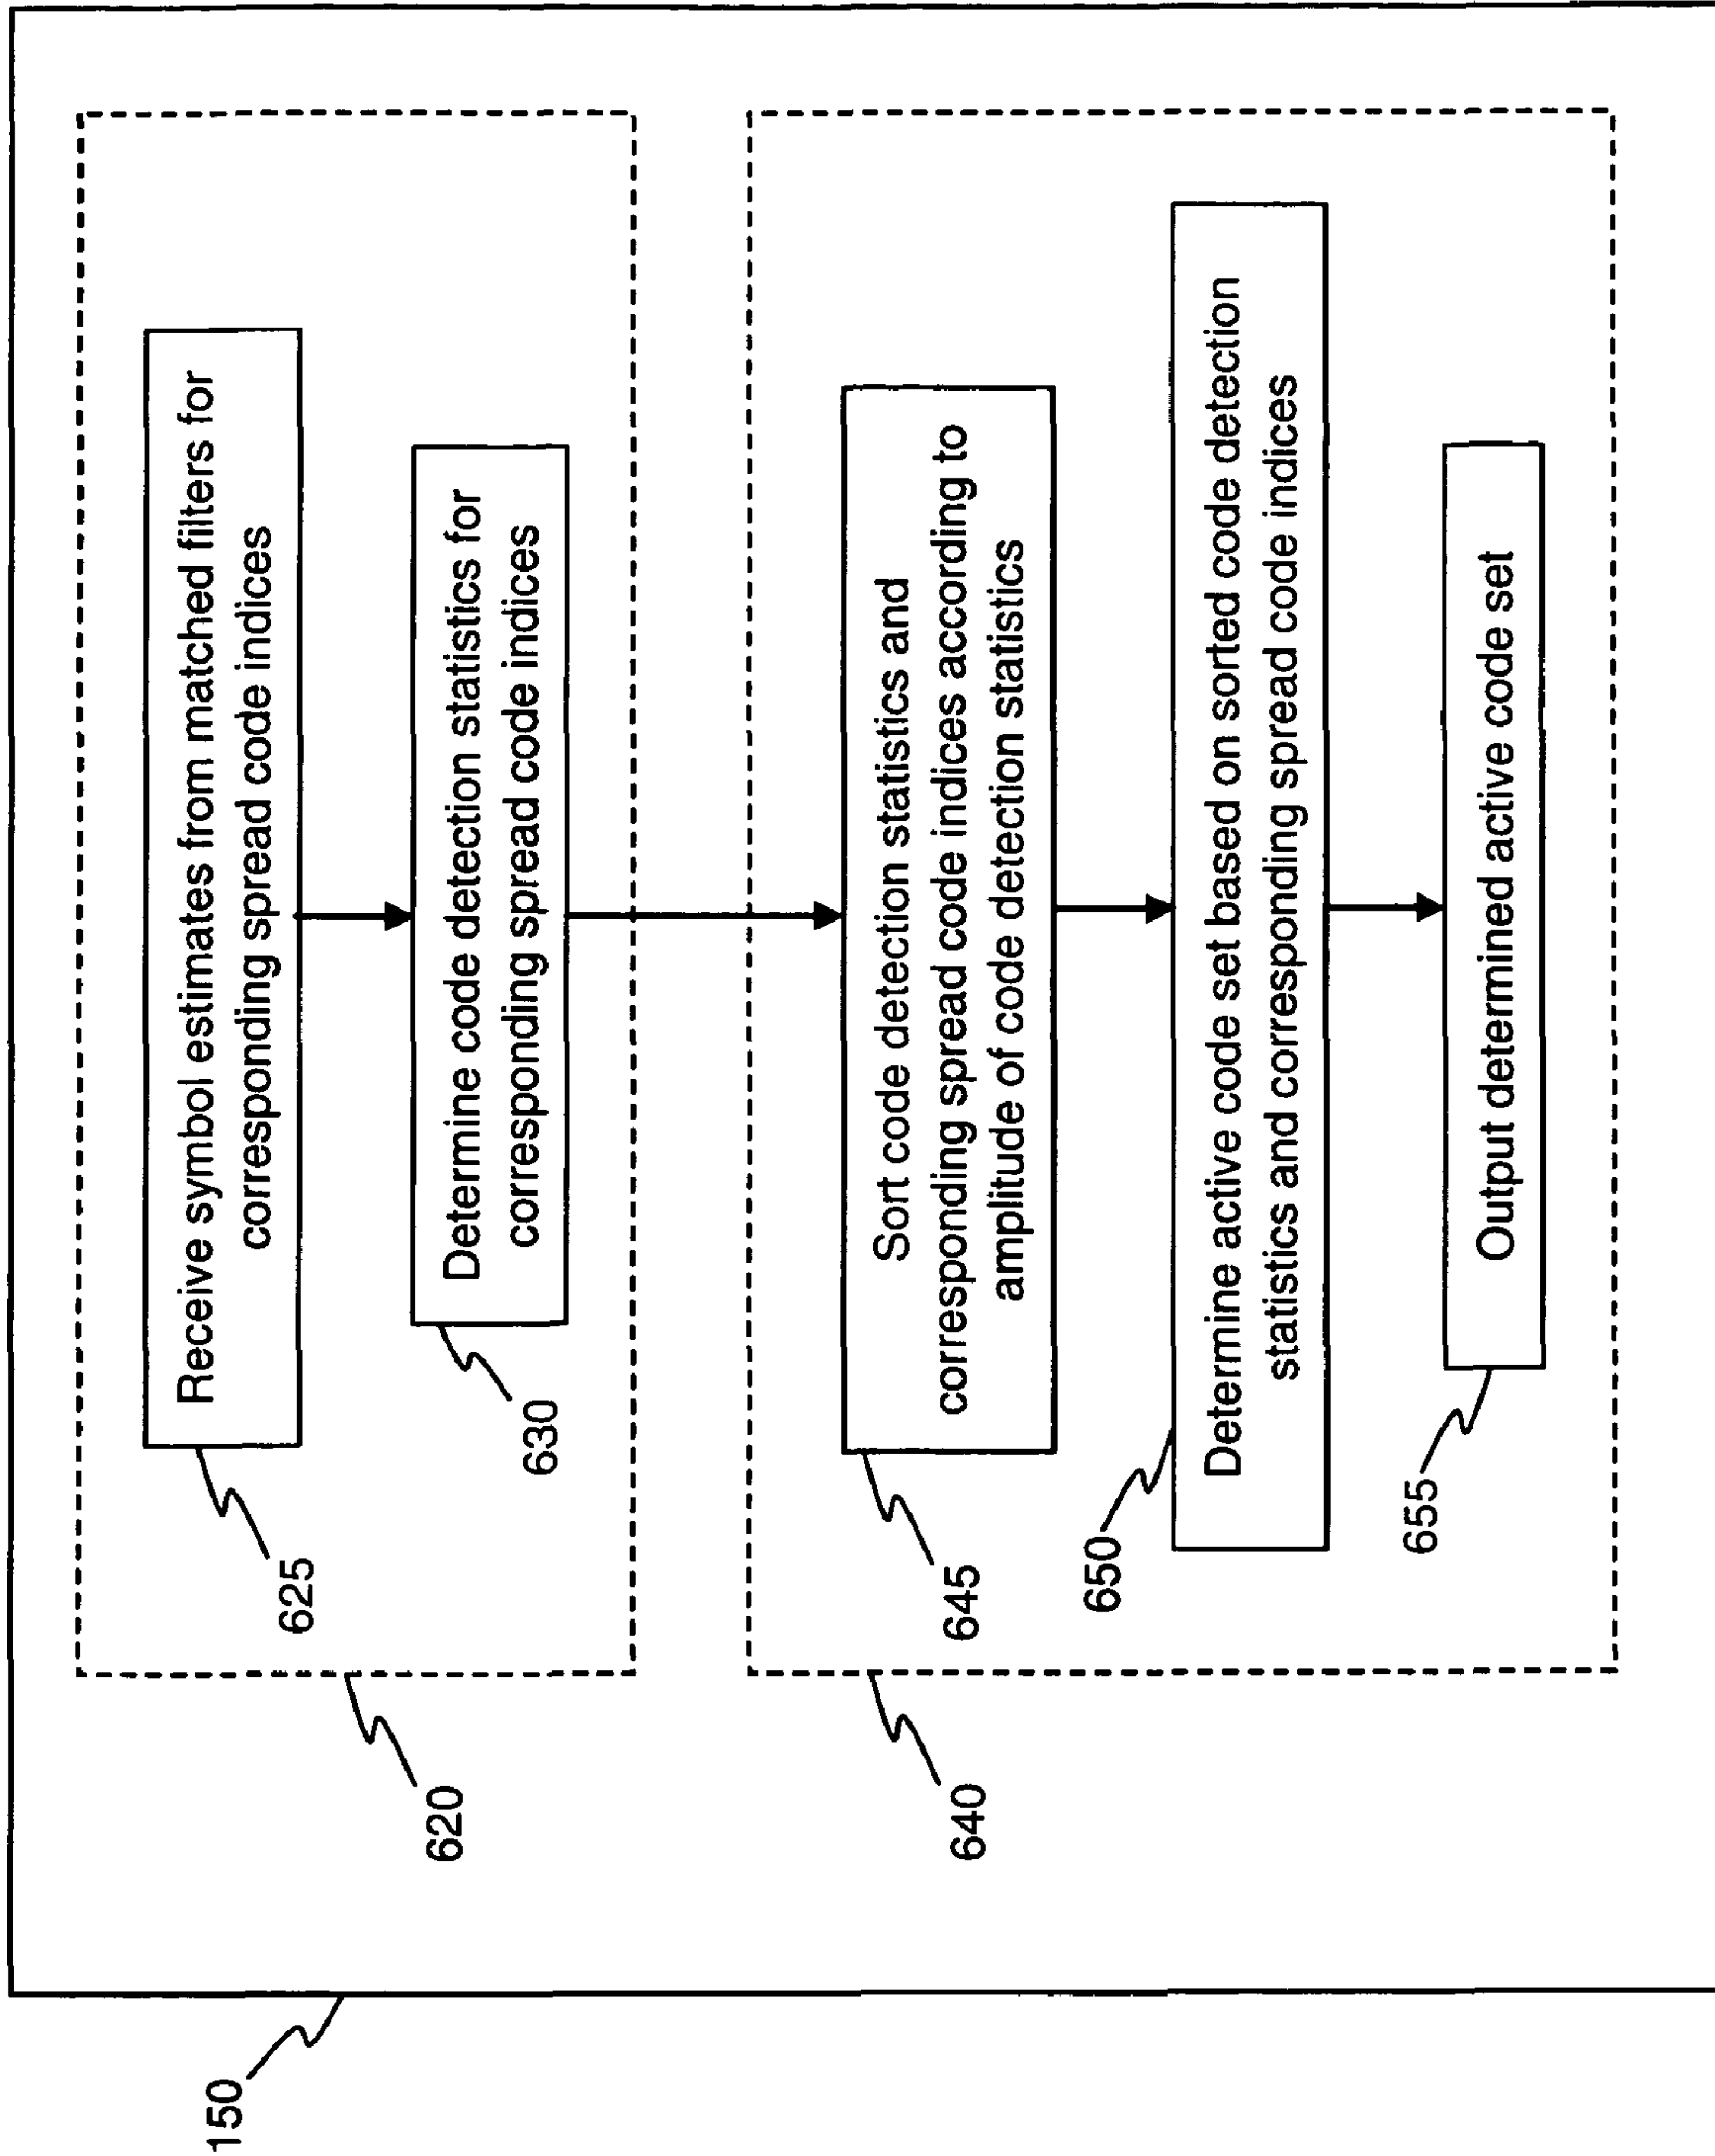 150
620
625
Receive symbol estimates from matched filters for
corresponding spread code indices
630
Determine code detection statistics for
corresponding spread code indices
640
645
Sort code detection statistics and
corresponding spread code indices according to
amplitude of code detection statistics
650
Determine active code set based on sorted code detection
statistics and corresponding spread code indices
655
Output determined active code set